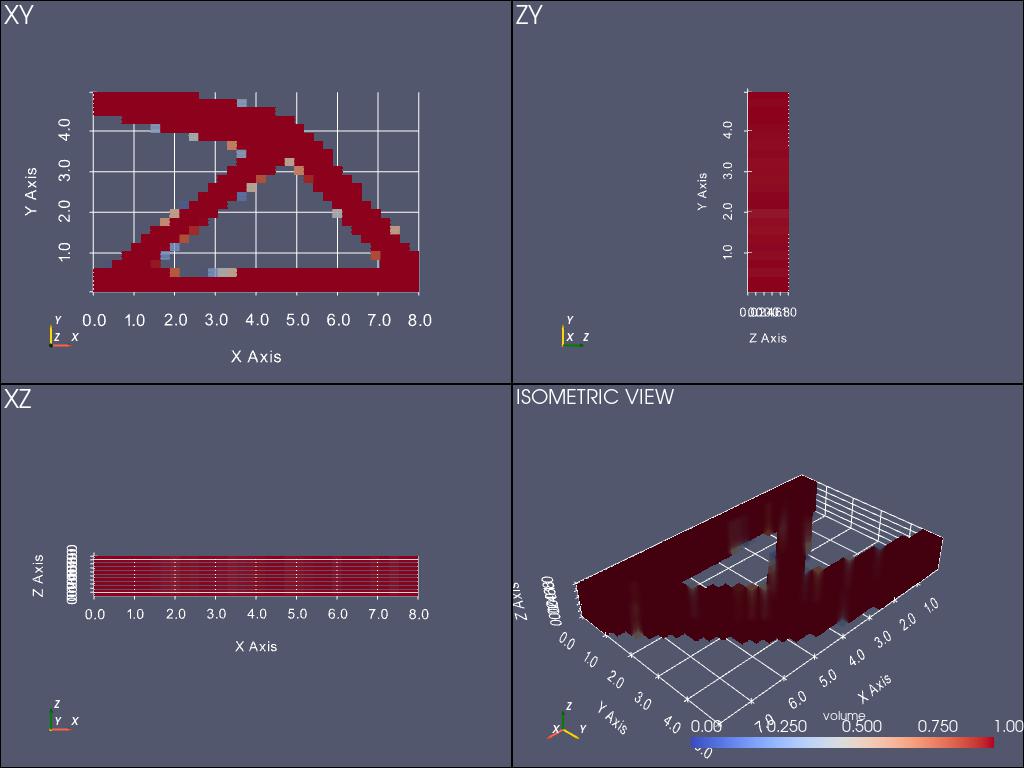 XY
4.0
3.0
2.0
1.0
Y Axis
0.0 1.0 2.0 3.0 4.0 5.0 6.0 7.0 8.0
X Axis
Y
Z X
ZY
4.0
3.0
2.0
1.0
Y Axis
Z Axis
Y
X Z
XZ
Z Axis
0.0 1.0 2.0 3.0 4.0 5.0 6.0 7.0 8.0
X Axis
Z
Y X
ISOMETRIC VIEW
Z Axis
0.0 1.0 2.0 3.0 4.0
Y Axis
1.0
2.0
3.0
4.0
5.0
6.0
X Axis
Z
X Y
volume
0.00 0.250 0.500 0.750 1.00